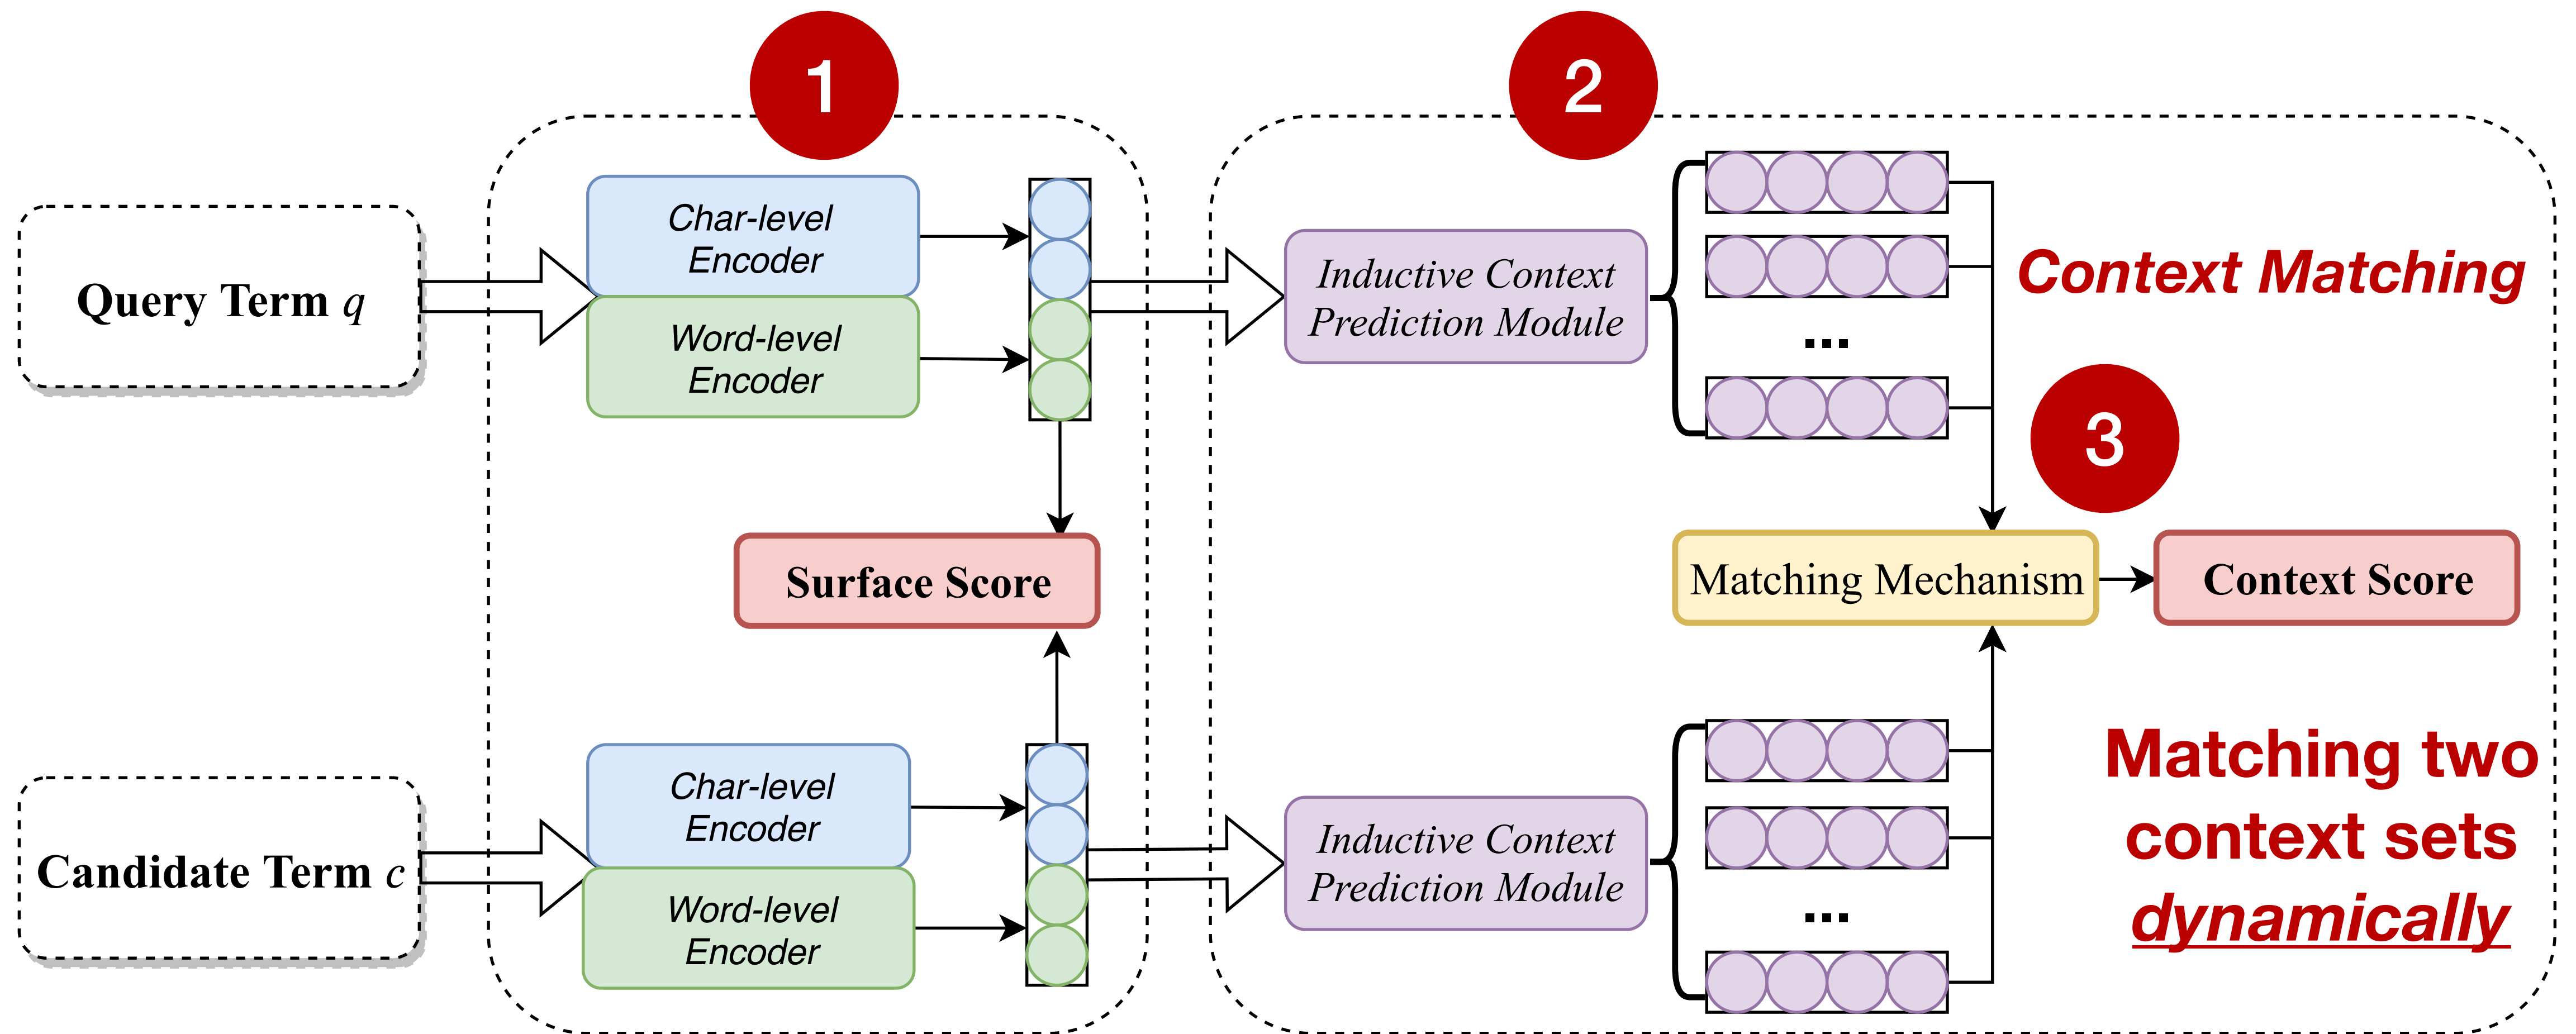 1
2
Char-level
Encoder
Word-level
Encoder
Query Term q
Inductive Context
Prediction Module
...
Context Matching
3
Surface Score
Matching Mechanism
Context Score
Char-level
Encoder
Word-level
Encoder
Candidate Term c
Inductive Context
Prediction Module
...
Matching two
context sets
dynamically